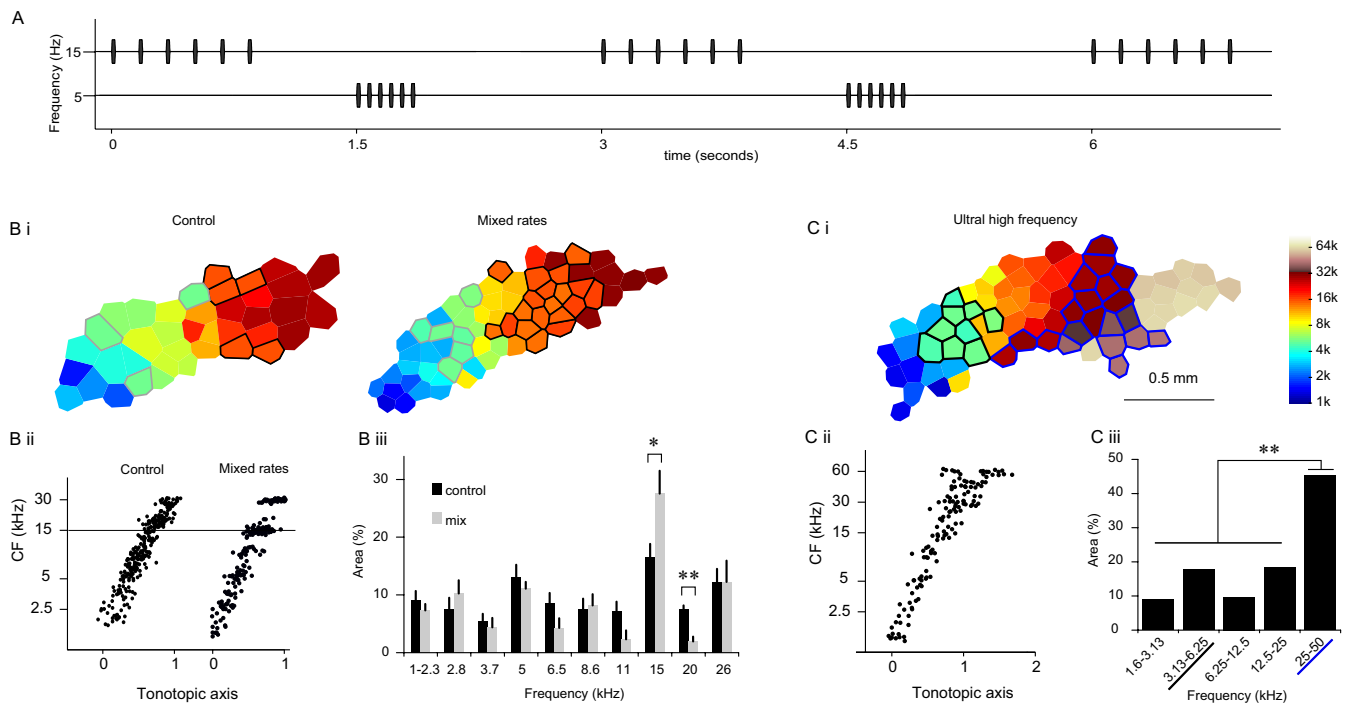 A
Frequency (Hz)
15
5
0
1.5
3
4.5
6
time (seconds)
B i
Control
Mixed rates
C i
Ultral high frequency
64k
32k
16k
8k
4k
2k
1k
0.5 mm
B ii
Control
Mixed rates
CF (kHz)
30
15
5
2.5
0
1
0
1
Tonotopic axis
B iii
Area (%)
30
20
10
0
control
mix
*
**
1-2.3
2.8
3.7
5
6.5
8.6
11
15
20
26
Frequency (kHz)
C ii
CF (kHz)
60
30
15
5
2.5
0
1
2
Tonotopic axis
C iii
Area (%)
50
40
30
20
10
0
**
1.6-3.13
3.13-6.25
6.25-12.5
12.5-25
25-50
Frequency (kHz)